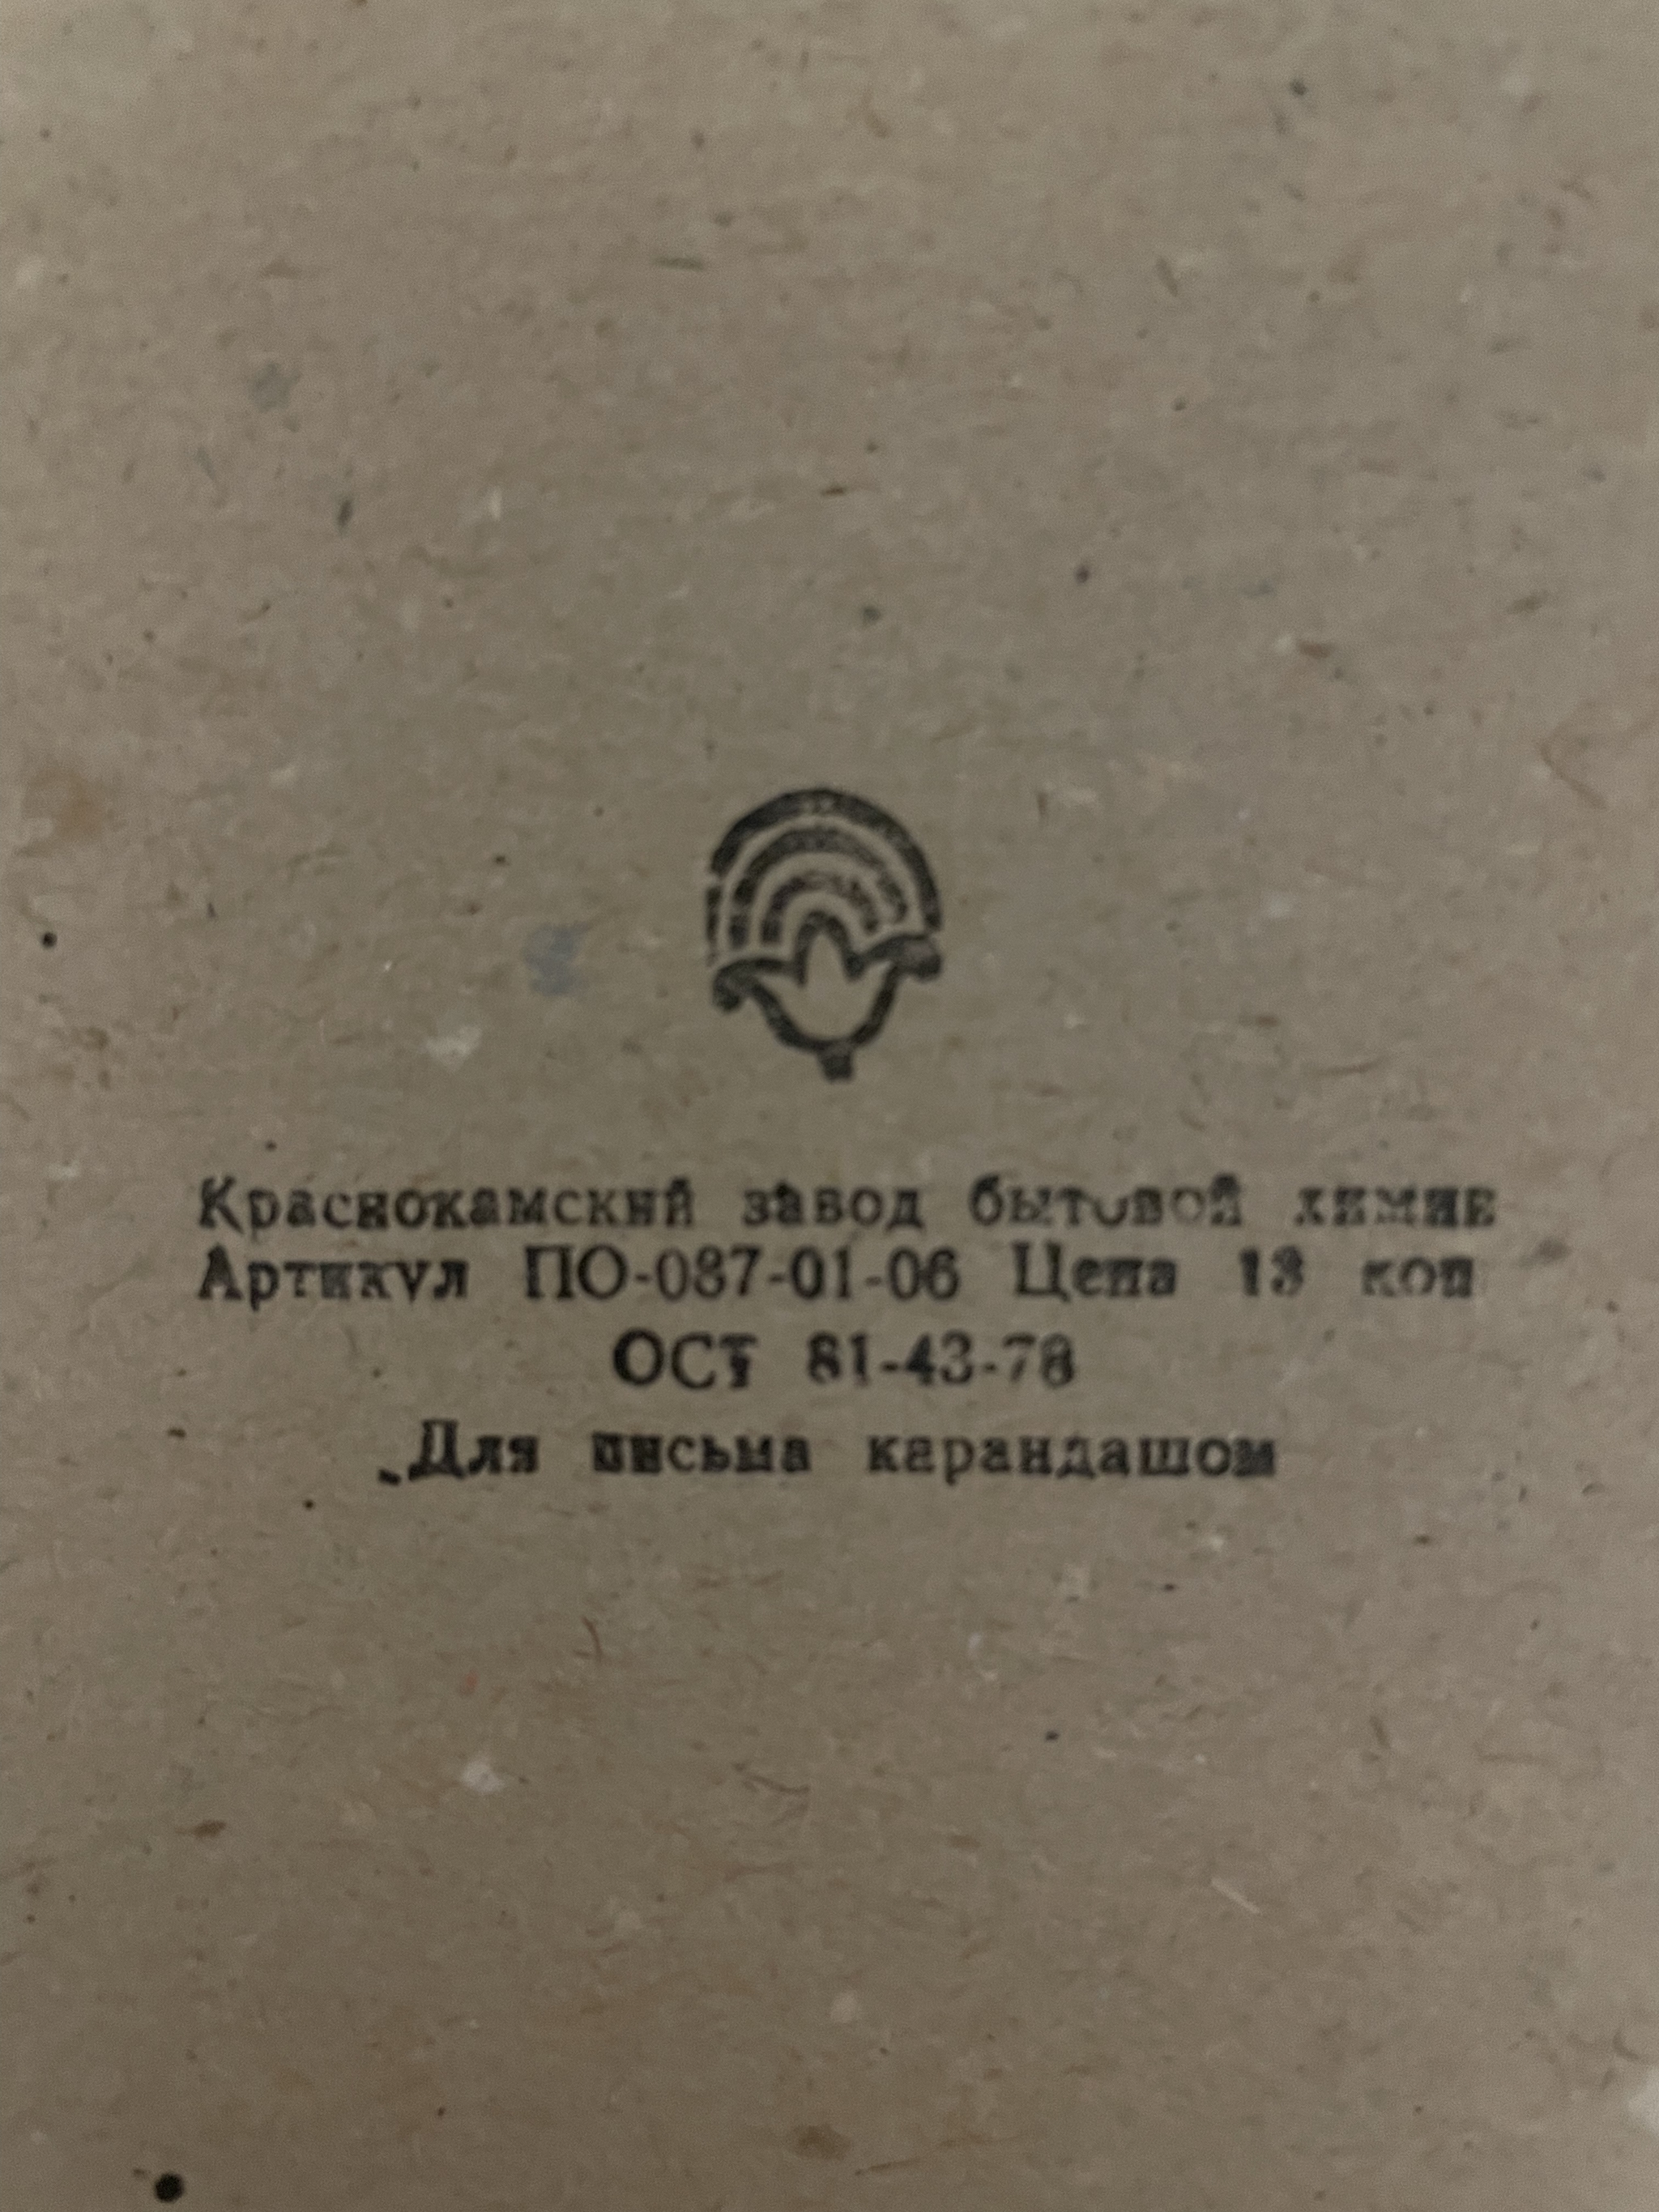 Краснокамский завод бытовой химии
Артикул ПО-087-01-06 Цена 13 коп
ОСТ 81-43-78
Для письма карандашом